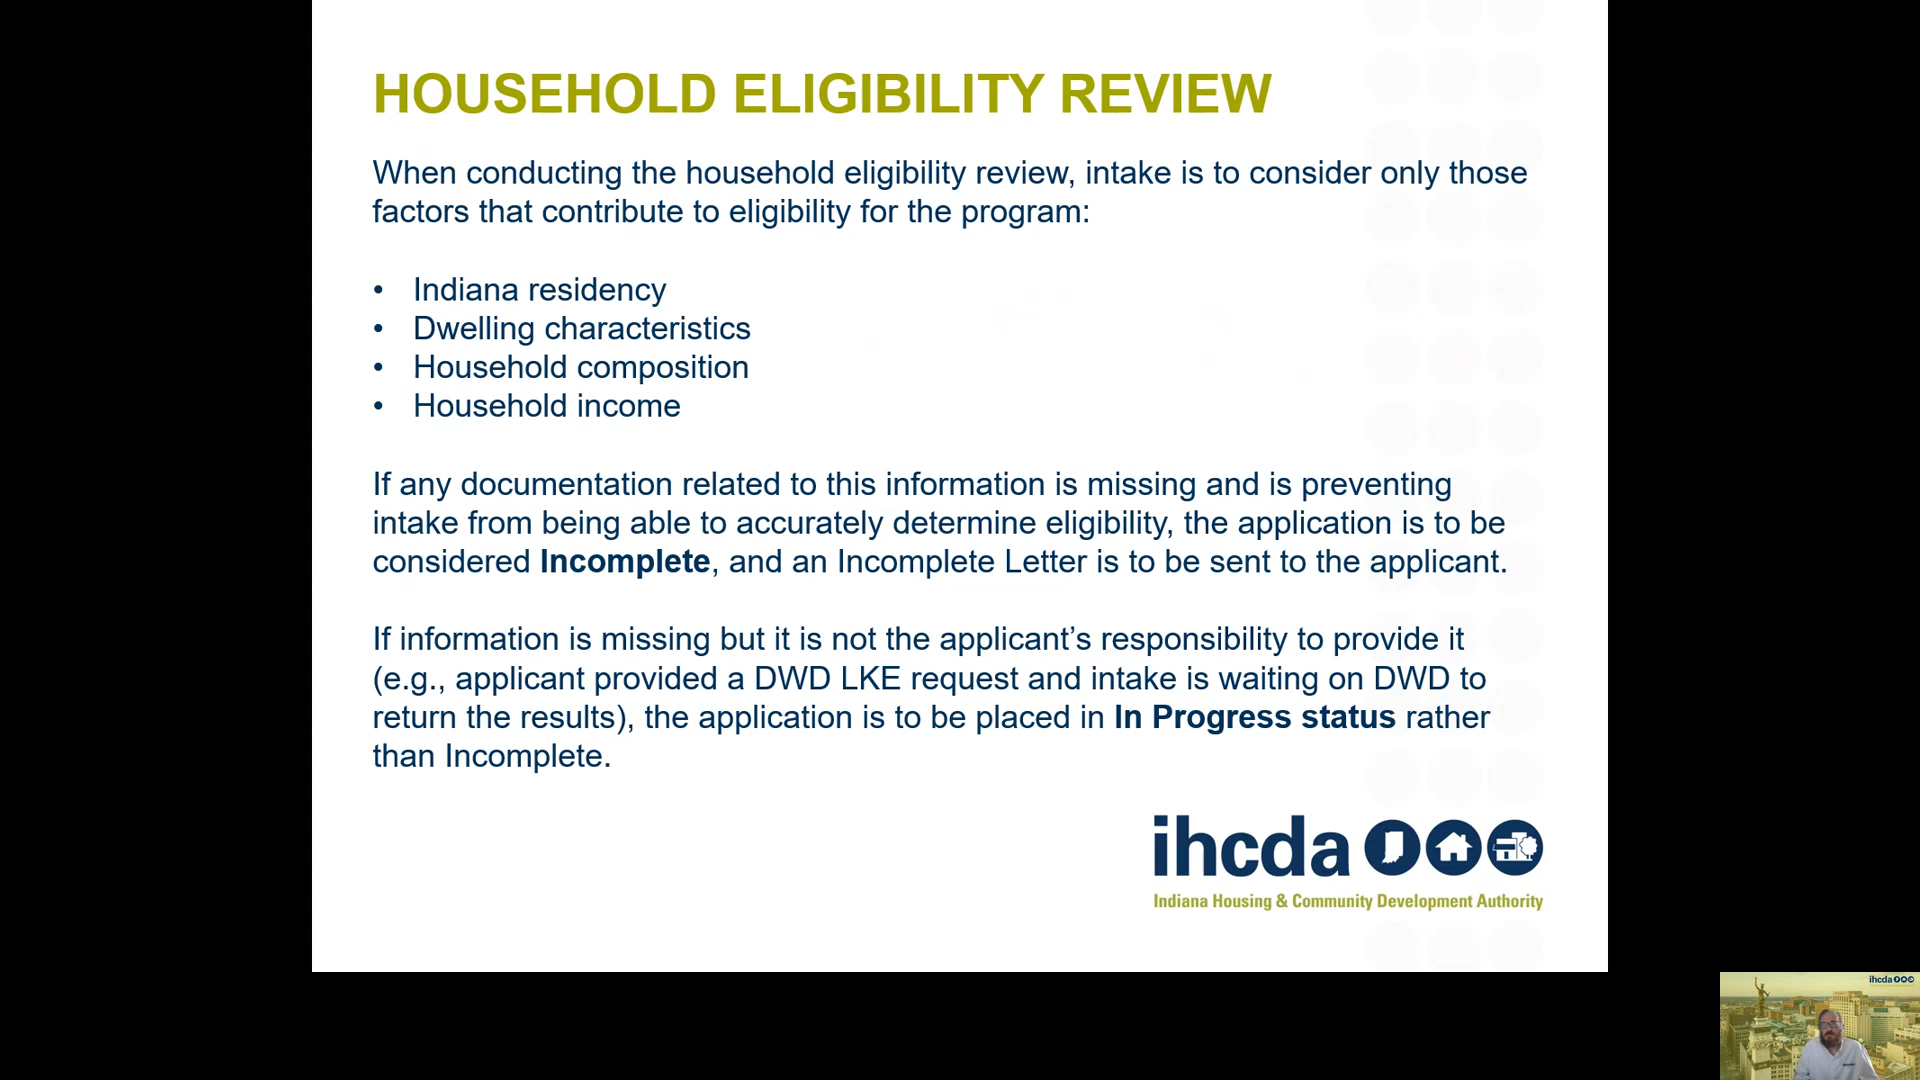 HOUSEHOLD ELIGIBILITY REVIEW
When conducting the household eligibility review, intake is to consider only those
factors that contribute to eligibility for the program:
• Indiana residency
• Dwelling characteristics
• Household composition
• Household income
If any documentation related to this information is missing and is preventing
intake from being able to accurately determine eligibility, the application is to be
considered Incomplete, and an Incomplete Letter is to be sent to the applicant.
If information is missing but it is not the applicant’s responsibility to provide it
(e.g., applicant provided a DWD LKE request and intake is waiting on DWD to
return the results), the application is to be placed in In Progress status rather
than Incomplete.
ihcda
Indiana Housing & Community Development Authority
ihcda